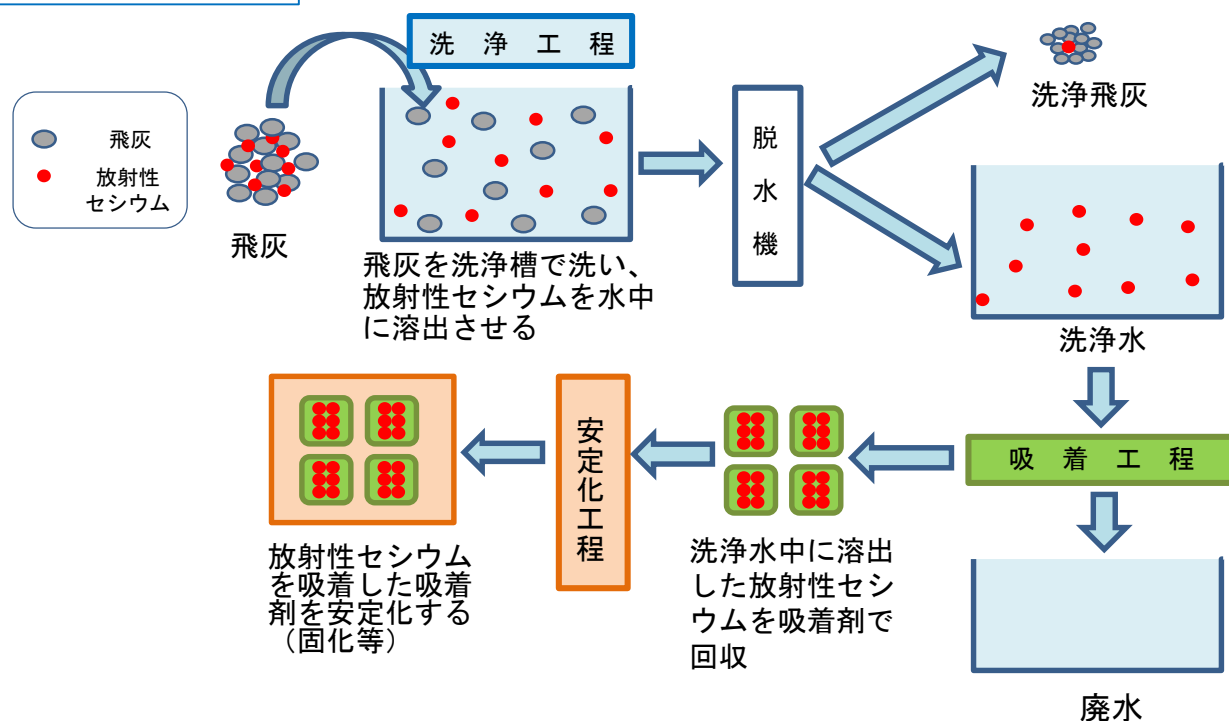 洗浄工程
飛灰
放射性
セシウム
飛灰
飛灰を洗浄槽で洗い、
放射性セシウムを水中
に溶出させる
脱水機
洗浄飛灰
洗浄水
吸着工程
洗浄水中に溶出
した放射性セシ
ウムを吸着剤で
回収
安定化工程
放射性セシウム
を吸着した吸着
剤を安定化する
（固化等）
廃水